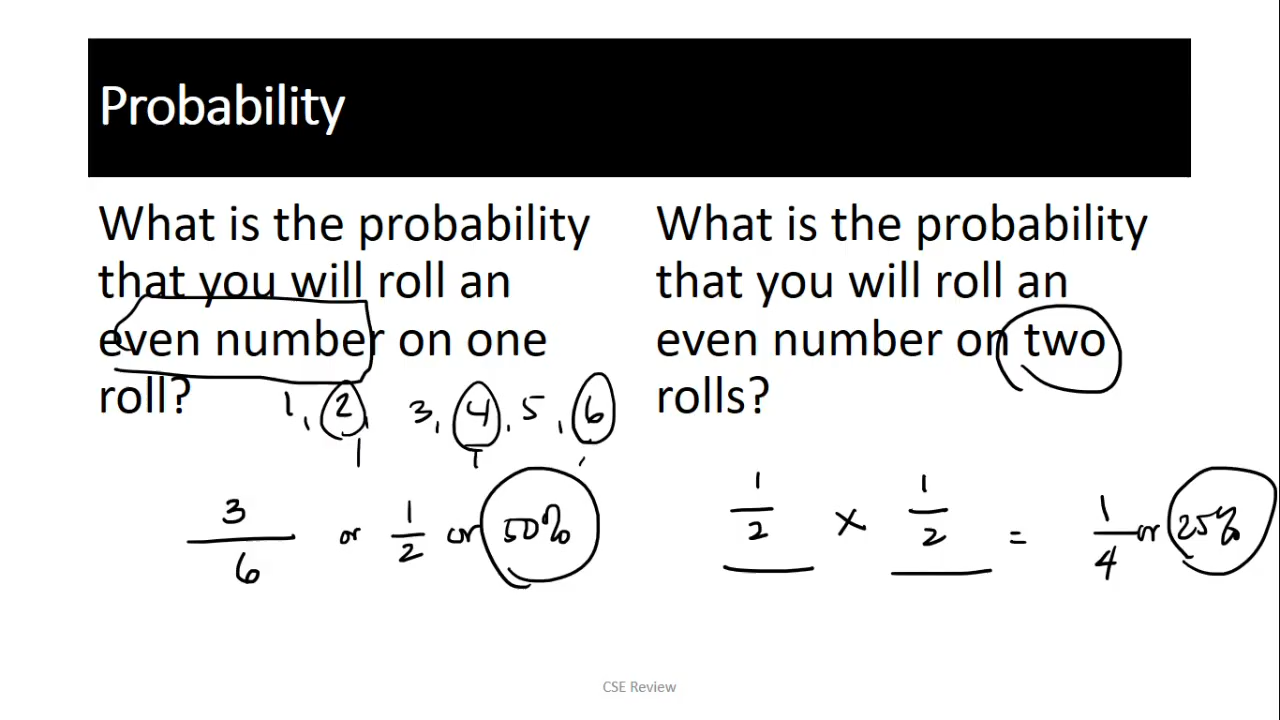 Probability
What is the probability
that you will roll an
even number on one
roll?
1, 2, 3, 4, 5, 6
3/6 or 1/2 or 50%
What is the probability
that you will roll an
even number on two
rolls?
1/2 x 1/2 = 1/4 or 25%
CSE Review